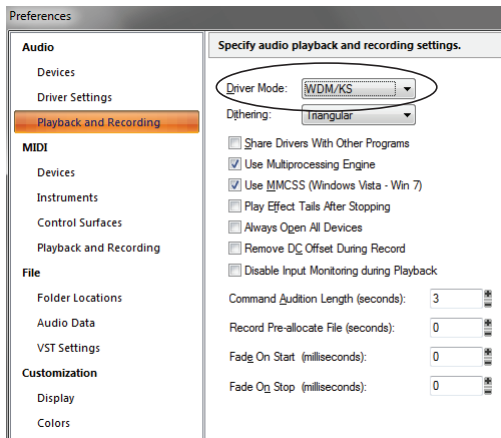 Preferences
Audio
Devices
Driver Settings
Playback and Recording
MIDI
Devices
Instruments
Control Surfaces
Playback and Recording
File
Folder Locations
Audio Data
VST Settings
Customization
Display
Colors
Specify audio playback and recording settings.
Driver Mode: WDM/KS
Dithering: Triangular
Share Drivers With Other Programs
Use Multiprocessing Engine
Use MMCSS (Windows Vista - Win 7)
Play Effect Tails After Stopping
Always Open All Devices
Remove DC Offset During Record
Disable Input Monitoring during Playback
Command Audition Length (seconds): 3
Record Pre-allocate File (seconds): 0
Fade On Start (milliseconds): 0
Fade On Stop (milliseconds): 0